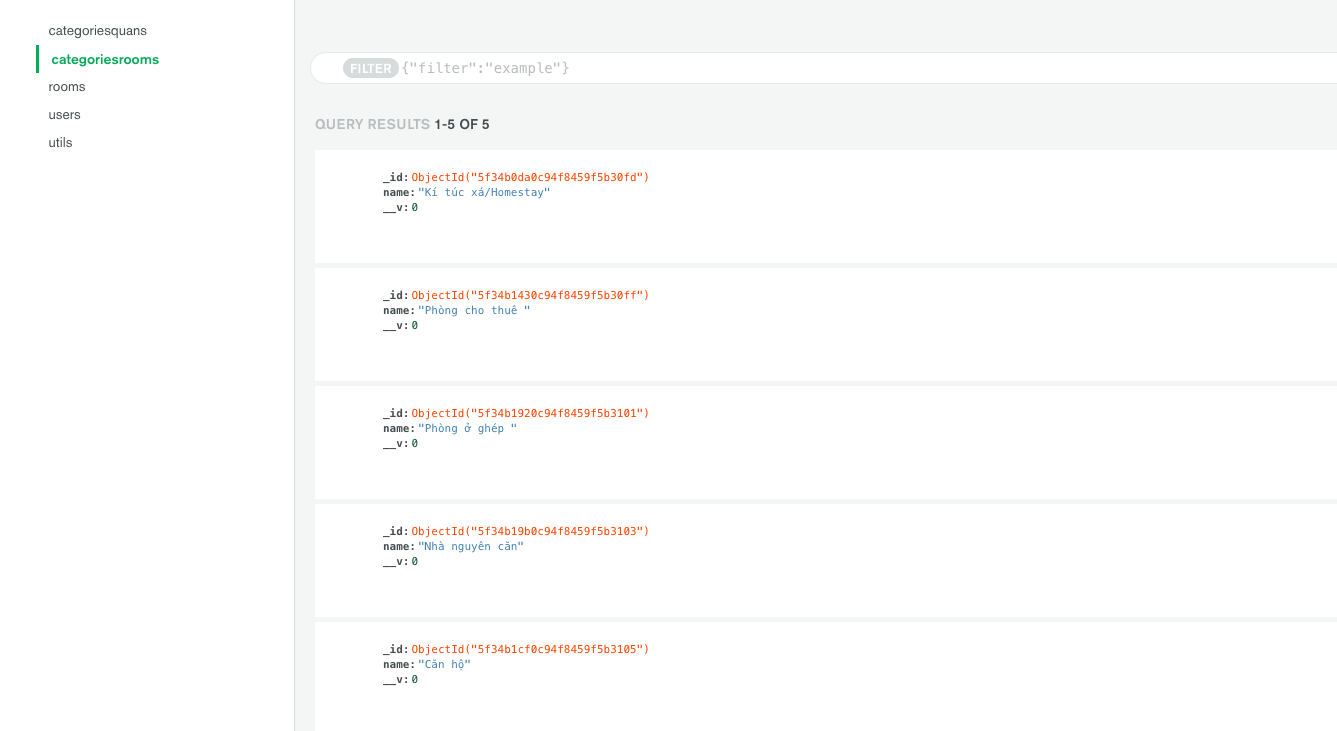 categoriesquans
categoriesrooms
rooms
users
utils
FILTER {"filter":"example"}
QUERY RESULTS 1-5 OF 5
_id: ObjectId("5f34b0da0c94f8459f5b30fd")
name: "Kí túc xá/Homestay"
__v: 0
_id: ObjectId("5f34b1430c94f8459f5b30ff")
name: "Phòng cho thuê "
__v: 0
_id: ObjectId("5f34b1920c94f8459f5b3101")
name: "Phòng ở ghép "
__v: 0
_id: ObjectId("5f34b19b0c94f8459f5b3103")
name: "Nhà nguyên căn"
__v: 0
_id: ObjectId("5f34b1cf0c94f8459f5b3105")
name: "Căn hộ"
__v: 0